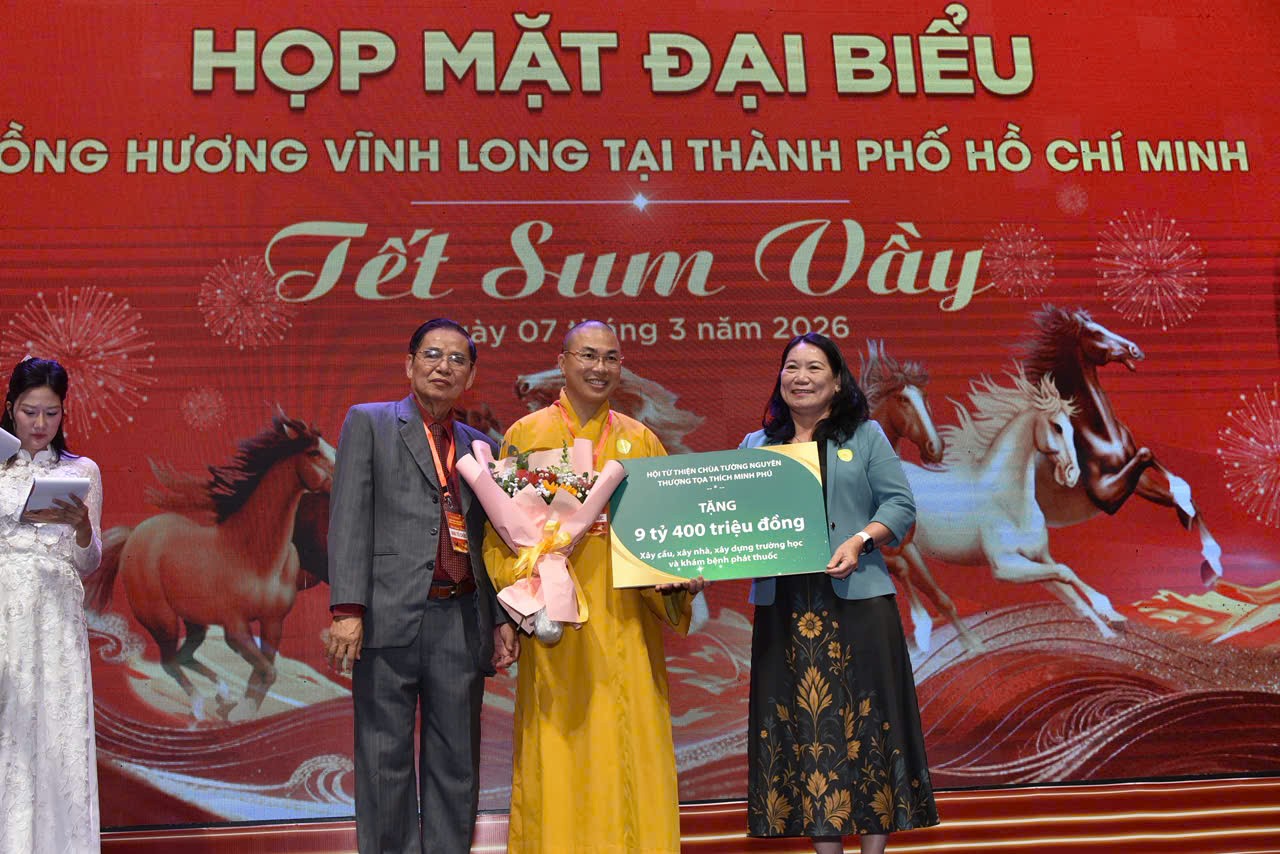 HỌP MẶT ĐẠI BIỂU
ỒNG HƯƠNG VĨNH LONG TẠI THÀNH PHỐ HỒ CHÍ MINH
Tết Sum Vầy
gày 07 tháng 3 năm 2026
HỘI TỪ THIỆN CHÙA TƯỜNG NGUYÊN
THƯỢNG TỌA THÍCH MINH PHÚ
TẶNG
9 tỷ 400 triệu đồng
Xây cầu, xây nhà, xây dựng trường học
và khám bệnh phát thuốc